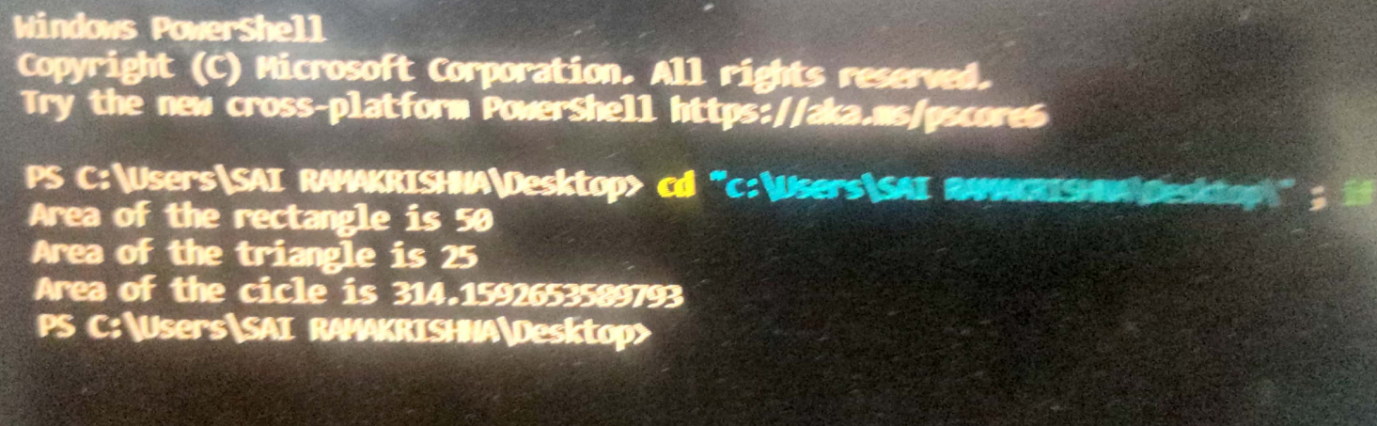 Windows PowerShell
Copyright (C) Microsoft Corporation. All rights reserved.
Try the new cross-platform PowerShell https://aka.ms/pscore6
PS C:\Users\SAI RAMAKRISHNA\Desktop> cd "c:\Users\SAI RAMAKRISHNA\Desktop\" ;
Area of the rectangle is 50
Area of the triangle is 25
Area of the cicle is 314.1592653589793
PS C:\Users\SAI RAMAKRISHNA\Desktop>